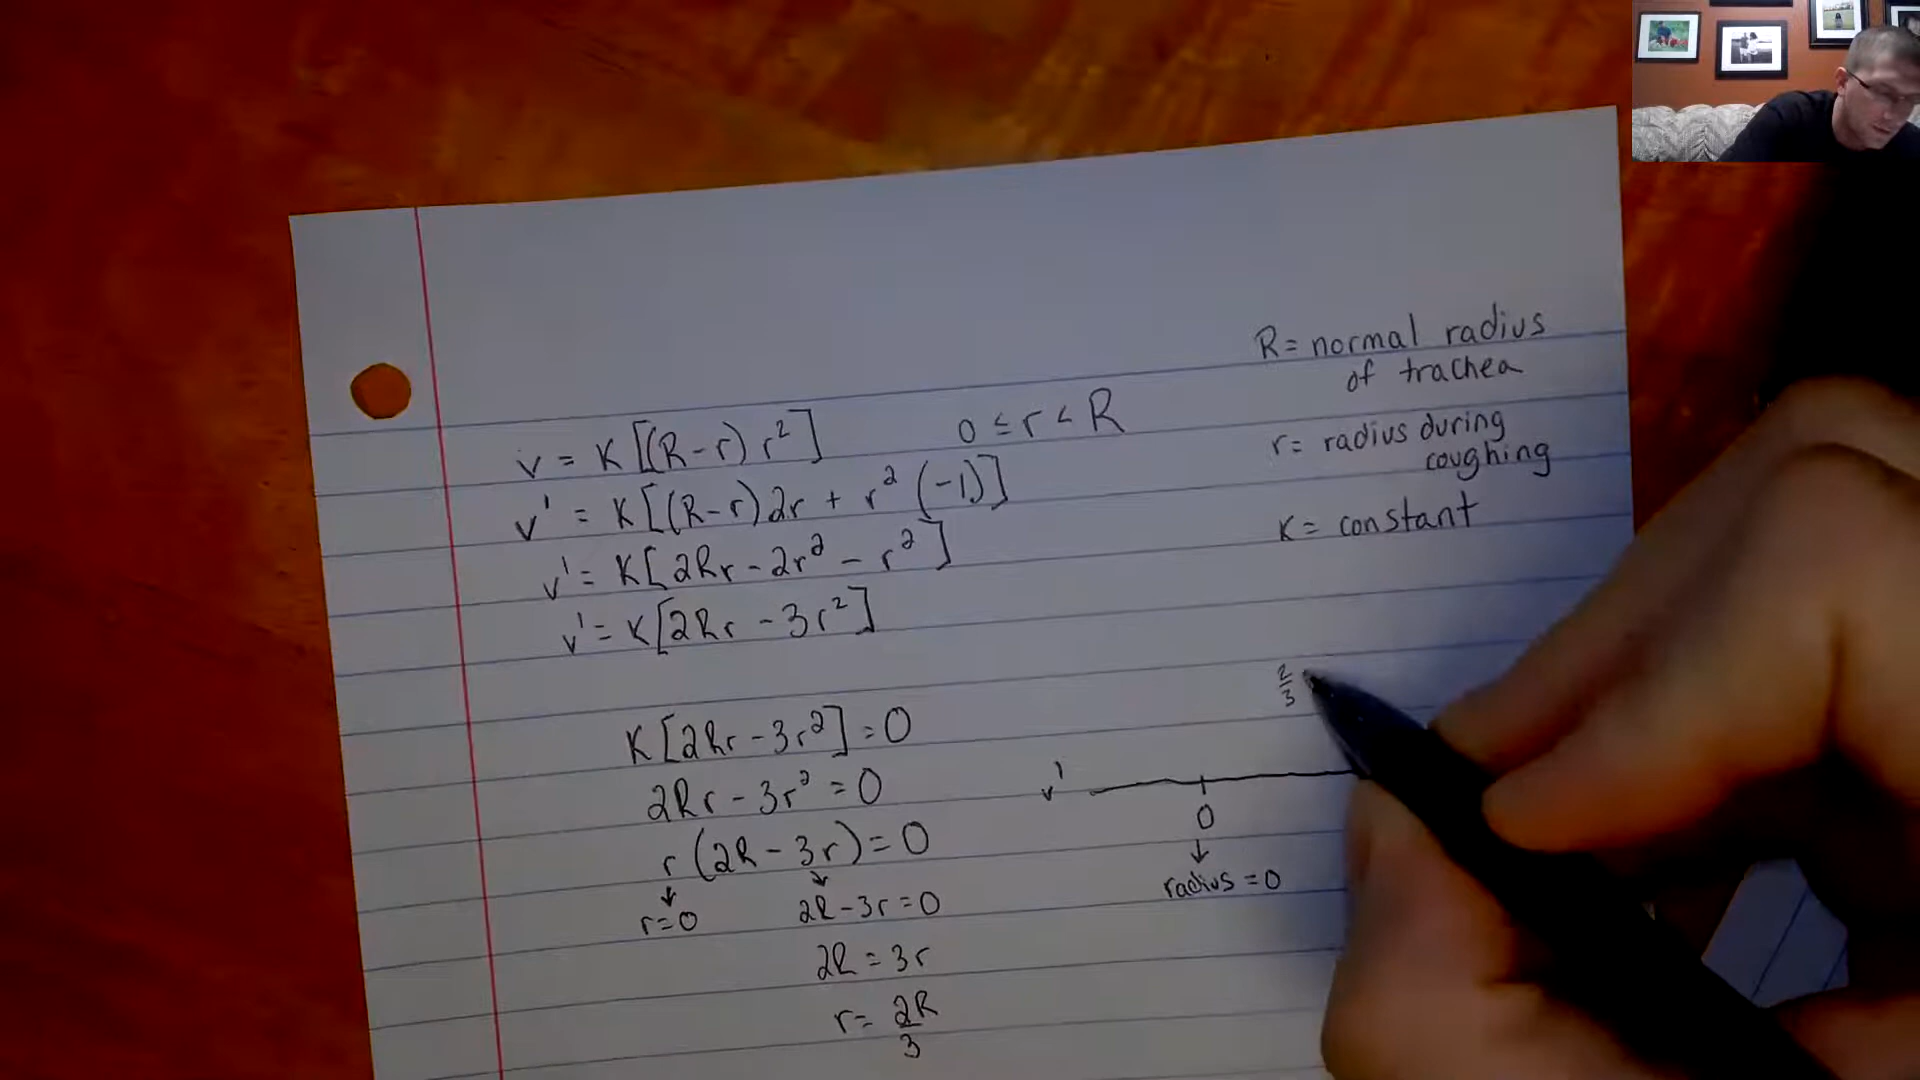 R = normal radius
of trachea
v = K[(R-r) r²] 0 ≤ r < R
r = radius during
coughing
v' = K[(R-r)2r + r²(-1)]
K = constant
v' = K[2Rr - 2r² - r²]
v' = K[2Rr - 3r²]
2/3
K[2Rr - 3r²] = 0
v'
2Rr - 3r² = 0
0
r(2R - 3r) = 0
↓ ↓ ↓
radius = 0
r = 0 2R - 3r = 0
2R = 3r
r = 2R/3